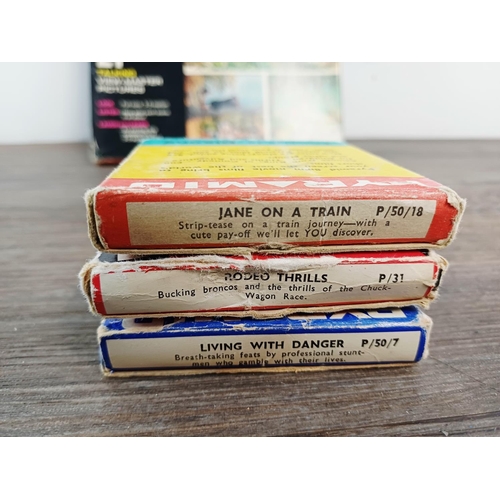 PYRAMID
JANE ON A TRAIN P/50/18
Strip-tease on a train journey—with a
cute pay-off we'll let YOU discover.
RODEO THRILLS P/31
Bucking broncos and the thrills of the Chuck-
Wagon Race.
LIVING WITH DANGER P/50/7
Breath-taking feats by professional stunt-
men who gamble with their lives.